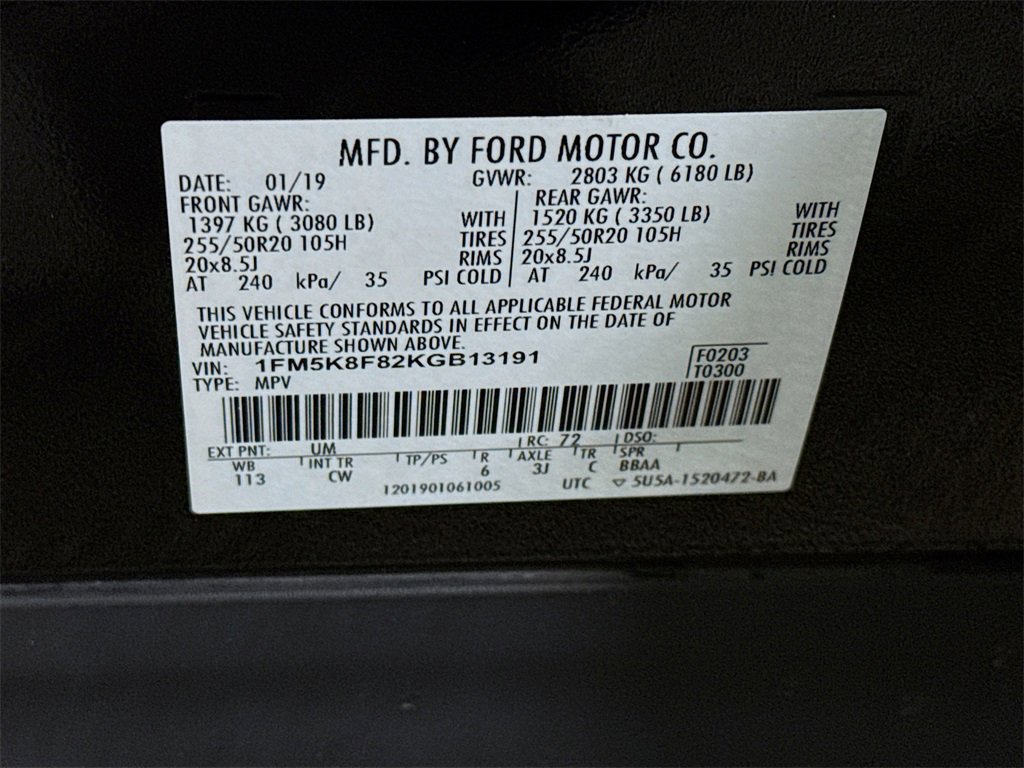 MFD. BY FORD MOTOR CO.
DATE: 01/19 GVWR: 2803 KG ( 6180 LB)
FRONT GAWR: REAR GAWR:
1397 KG ( 3080 LB) WITH 1520 KG ( 3350 LB) WITH
255/50R20 105H TIRES 255/50R20 105H TIRES
20x8.5J RIMS 20x8.5J RIMS
AT 240 kPa/ 35 PSI COLD AT 240 kPa/ 35 PSI COLD
THIS VEHICLE CONFORMS TO ALL APPLICABLE FEDERAL MOTOR
VEHICLE SAFETY STANDARDS IN EFFECT ON THE DATE OF
MANUFACTURE SHOWN ABOVE.
VIN: 1FM5K8F82KGB13191 F0203
TYPE: MPV T0300
EXT PNT: UM RC: 72 DSO:
WB INT TR TP/PS R AXLE TR SPR
113 CW 6 3J C BBAA
1201901061005 UTC ▽ 5U5A-1520472-BA